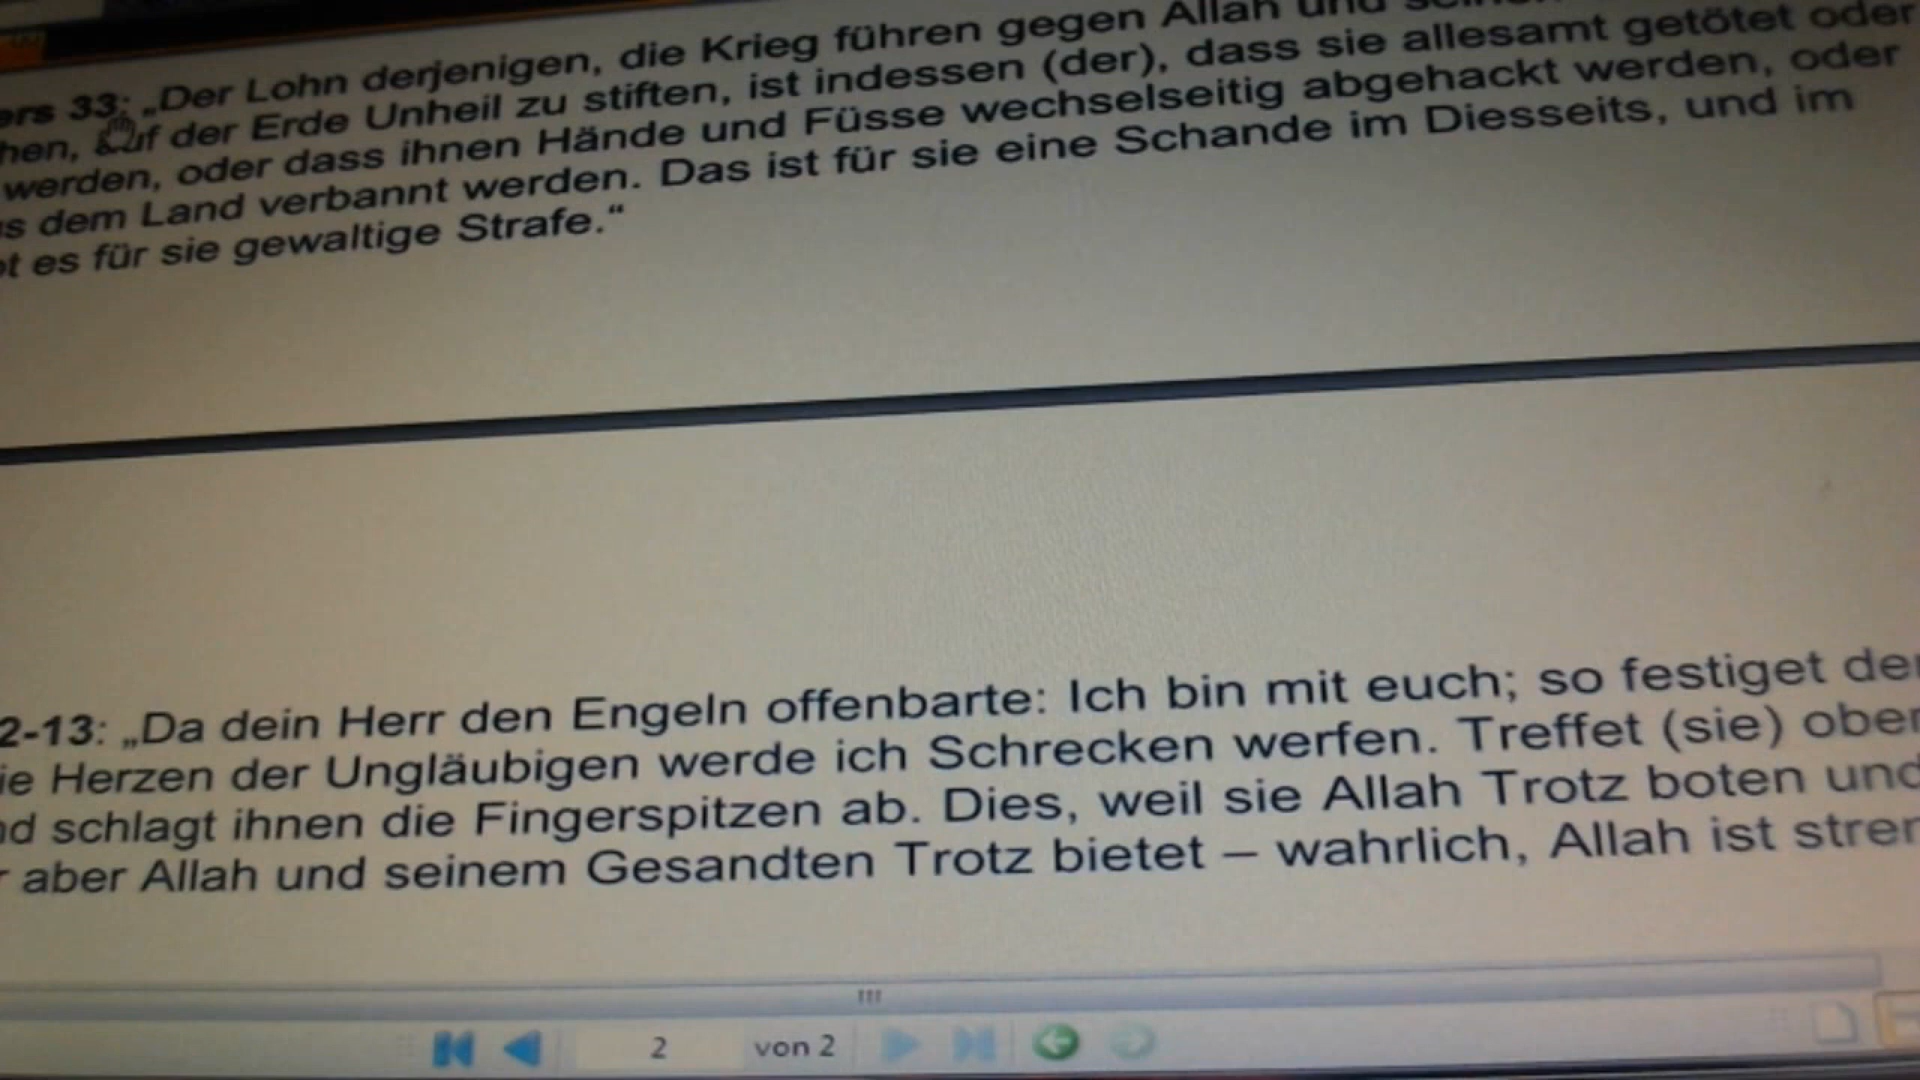 ers 33: „Der Lohn derjenigen, die Krieg führen gegen Allah und
hen, auf der Erde Unheil zu stiften, ist indessen (der), dass sie allesamt getötet oder
werden, oder dass ihnen Hände und Füsse wechselseitig abgehackt werden, oder
s dem Land verbannt werden. Das ist für sie eine Schande im Diesseits, und im
t es für sie gewaltige Strafe.“
2-13: „Da dein Herr den Engeln offenbarte: Ich bin mit euch; so festiget der
ie Herzen der Ungläubigen werde ich Schrecken werfen. Treffet (sie) ober
nd schlagt ihnen die Fingerspitzen ab. Dies, weil sie Allah Trotz boten und
r aber Allah und seinem Gesandten Trotz bietet – wahrlich, Allah ist stren
2 von 2